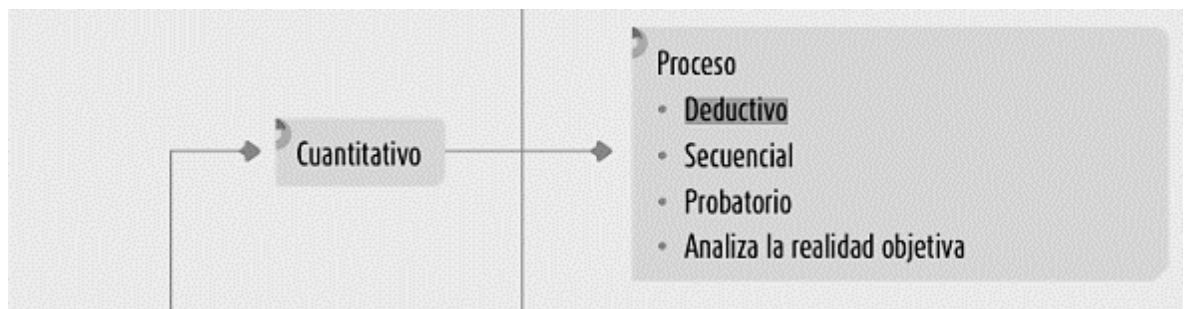 Cuantitativo
Proceso
• Deductivo
• Secuencial
• Probatorio
• Analiza la realidad objetiva